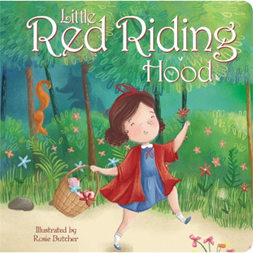 Little
Red Riding
Hood
Illustrated by
Rosie Butcher